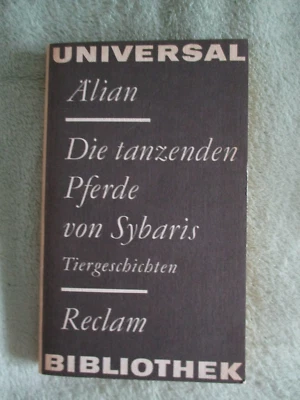 UNIVERSAL
Älian
Die tanzenden
Pferde
von Sybaris
Tiergeschichten
Reclam
BIBLIOTHEK